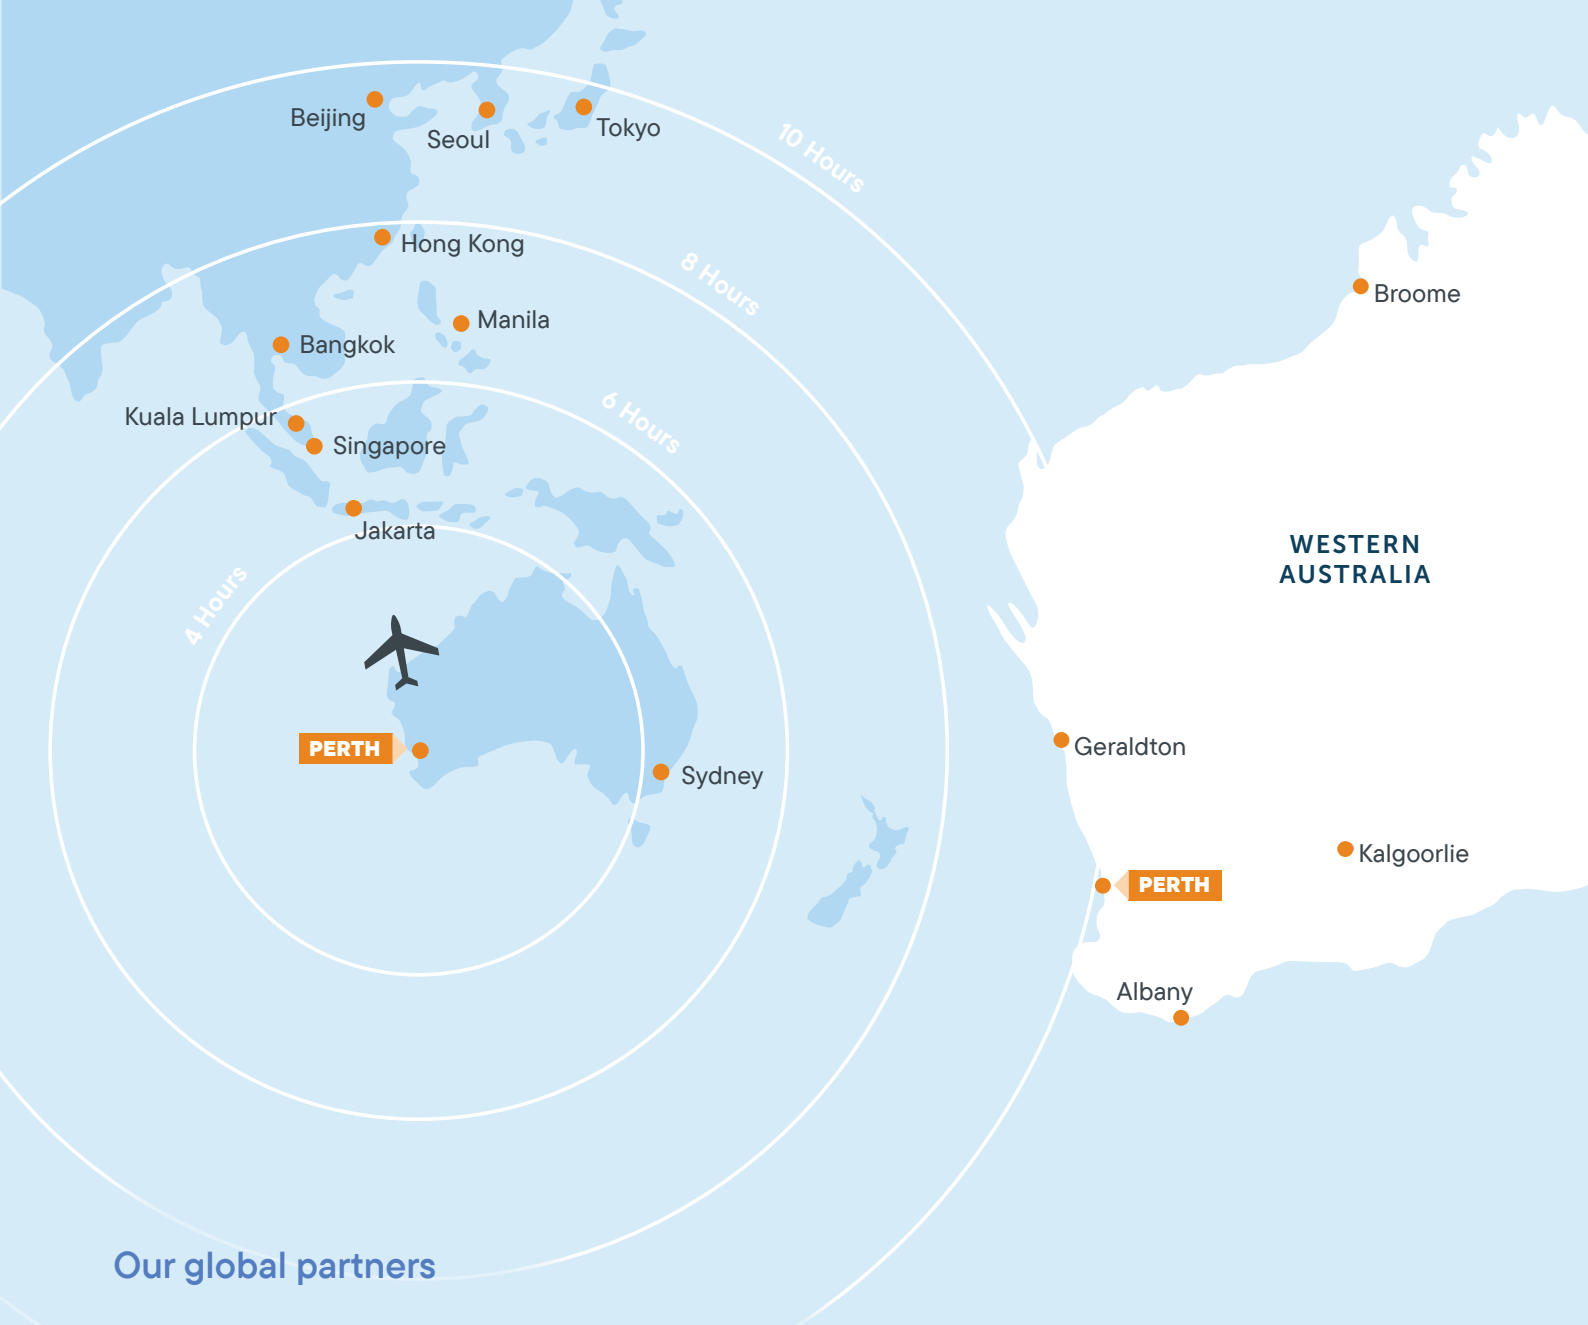 Beijing
Seoul
Tokyo
10 Hours
Hong Kong
8 Hours
Manila
Bangkok
6 Hours
Kuala Lumpur
Singapore
Jakarta
4 Hours
PERTH
Sydney
Broome
WESTERN
AUSTRALIA
Geraldton
Kalgoorlie
PERTH
Albany
Our global partners